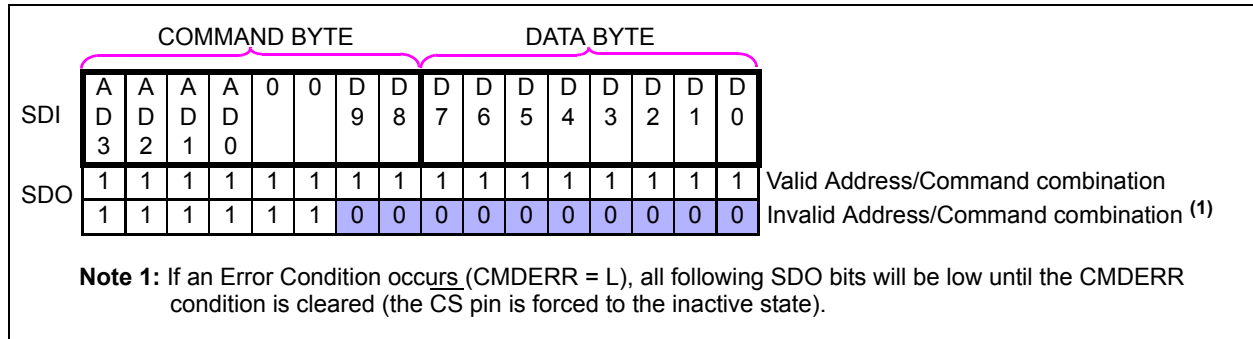 COMMAND BYTE DATA BYTE
SDI A A A A 0 0 D D D D D D D D D D
D D D D 9 8 7 6 5 4 3 2 1 0
3 2 1 0
SDO 1 1 1 1 1 1 1 1 1 1 1 1 1 1 1 1 Valid Address/Command combination
1 1 1 1 1 1 0 0 0 0 0 0 0 0 0 0 Invalid Address/Command combination (1)
Note 1: If an Error Condition occurs (CMDERR = L), all following SDO bits will be low until the CMDERR
condition is cleared (the CS pin is forced to the inactive state).